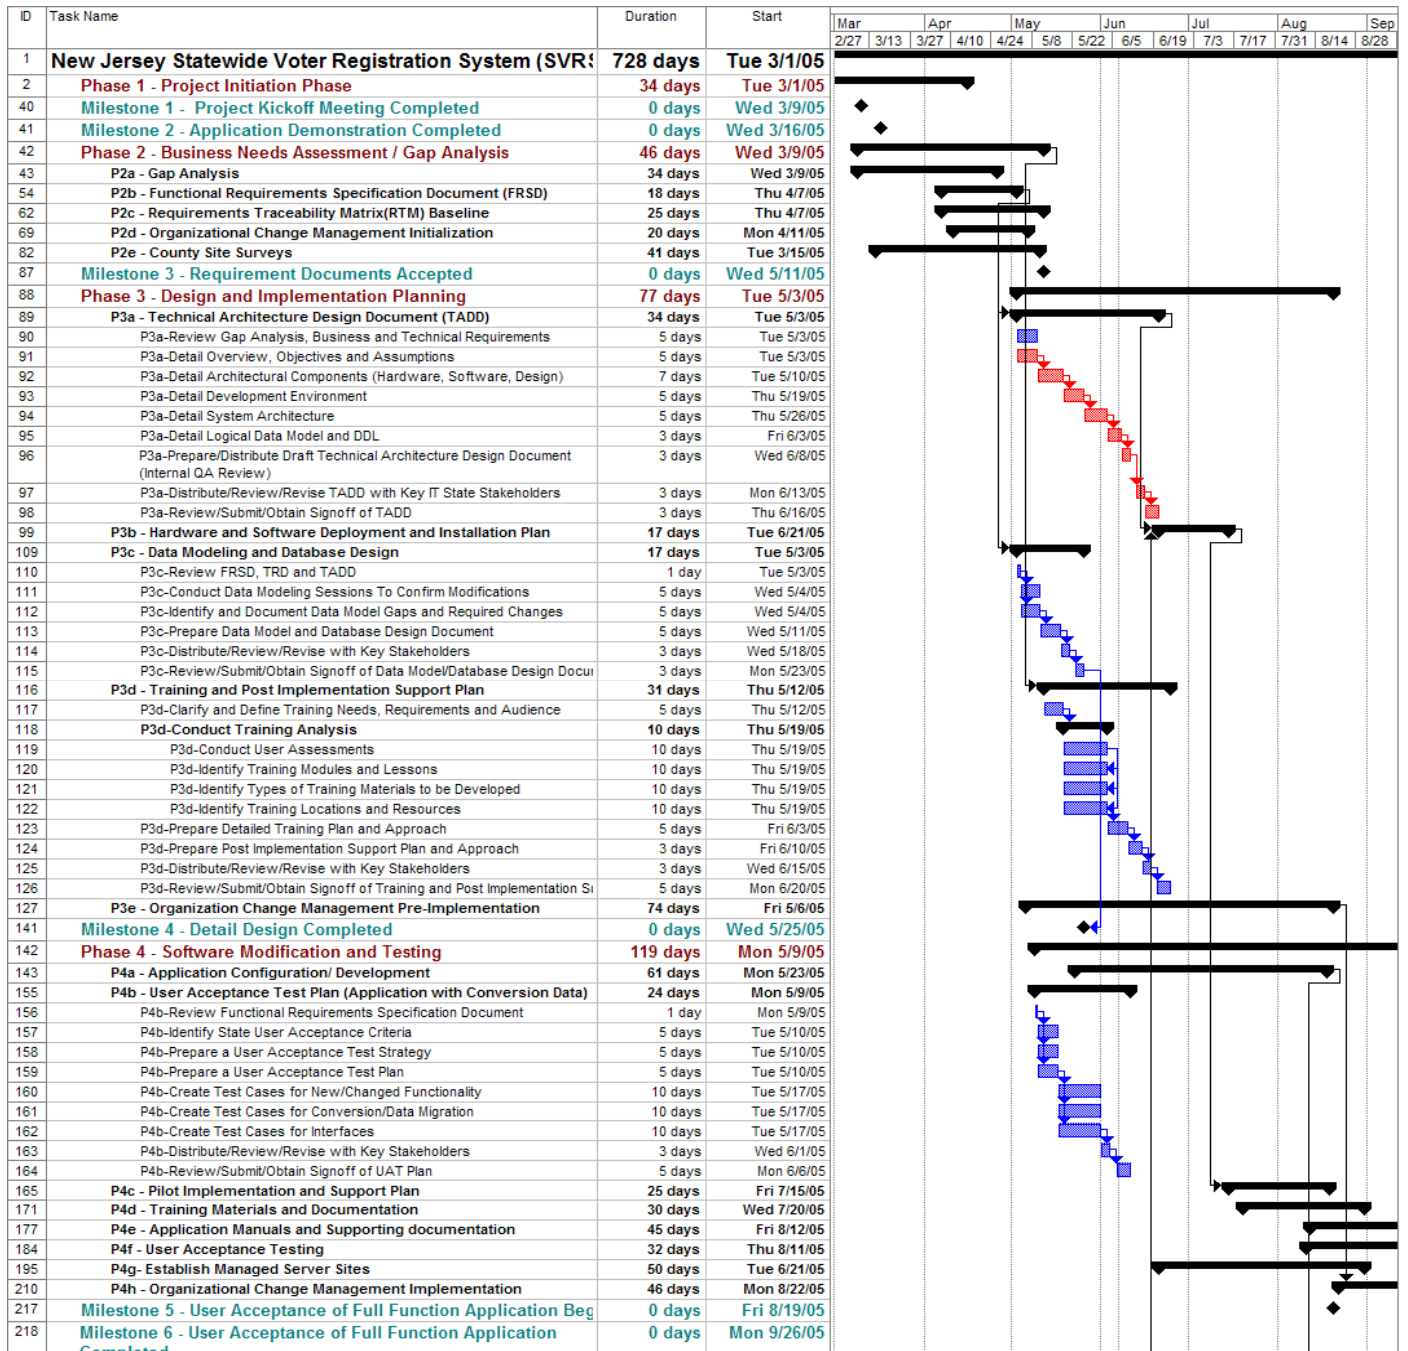 ID Task Name Duration Start
Mar Apr May Jun Jul Aug Sep
2/27 3/13 3/27 4/10 4/24 5/8 5/22 6/5 6/19 7/3 7/17 7/31 8/14 8/28
1 New Jersey Statewide Voter Registration System (SVRS 728 days Tue 3/1/05
2 Phase 1 - Project Initiation Phase 34 days Tue 3/1/05
40 Milestone 1 - Project Kickoff Meeting Completed 0 days Wed 3/9/05
41 Milestone 2 - Application Demonstration Completed 0 days Wed 3/16/05
42 Phase 2 - Business Needs Assessment / Gap Analysis 46 days Wed 3/9/05
43 P2a - Gap Analysis 34 days Wed 3/9/05
54 P2b - Functional Requirements Specification Document (FRSD) 18 days Thu 4/7/05
62 P2c - Requirements Traceability Matrix(RTM) Baseline 25 days Thu 4/7/05
69 P2d - Organizational Change Management Initialization 20 days Mon 4/11/05
82 P2e - County Site Surveys 41 days Tue 3/15/05
87 Milestone 3 - Requirement Documents Accepted 0 days Wed 5/11/05
88 Phase 3 - Design and Implementation Planning 77 days Tue 5/3/05
89 P3a - Technical Architecture Design Document (TADD) 34 days Tue 5/3/05
90 P3a-Review Gap Analysis, Business and Technical Requirements 5 days Tue 5/3/05
91 P3a-Detail Overview, Objectives and Assumptions 5 days Tue 5/3/05
92 P3a-Detail Architectural Components (Hardware, Software, Design) 7 days Tue 5/10/05
93 P3a-Detail Development Environment 5 days Thu 5/19/05
94 P3a-Detail System Architecture 5 days Thu 5/26/05
95 P3a-Detail Logical Data Model and DDL 3 days Fri 6/3/05
96 P3a-Prepare/Distribute Draft Technical Architecture Design Document 3 days Wed 6/8/05
(Internal QA Review)
97 P3a-Distribute/Review/Revise TADD with Key IT State Stakeholders 3 days Mon 6/13/05
98 P3a-Review/Submit/Obtain Signoff of TADD 3 days Thu 6/16/05
99 P3b - Hardware and Software Deployment and Installation Plan 17 days Tue 6/21/05
109 P3c - Data Modeling and Database Design 17 days Tue 5/3/05
110 P3c-Review FRSD, TRD and TADD 1 day Tue 5/3/05
111 P3c-Conduct Data Modeling Sessions To Confirm Modifications 5 days Wed 5/4/05
112 P3c-Identify and Document Data Model Gaps and Required Changes 5 days Wed 5/4/05
113 P3c-Prepare Data Model and Database Design Document 5 days Wed 5/11/05
114 P3c-Distribute/Review/Revise with Key Stakeholders 3 days Wed 5/18/05
115 P3c-Review/Submit/Obtain Signoff of Data Model/Database Design Docu 3 days Mon 5/23/05
116 P3d - Training and Post Implementation Support Plan 31 days Thu 5/12/05
117 P3d-Clarify and Define Training Needs, Requirements and Audience 5 days Thu 5/12/05
118 P3d-Conduct Training Analysis 10 days Thu 5/19/05
119 P3d-Conduct User Assessments 10 days Thu 5/19/05
120 P3d-Identify Training Modules and Lessons 10 days Thu 5/19/05
121 P3d-Identify Types of Training Materials to be Developed 10 days Thu 5/19/05
122 P3d-Identify Training Locations and Resources 10 days Thu 5/19/05
123 P3d-Prepare Detailed Training Plan and Approach 5 days Fri 6/3/05
124 P3d-Prepare Post Implementation Support Plan and Approach 3 days Fri 6/10/05
125 P3d-Distribute/Review/Revise with Key Stakeholders 3 days Wed 6/15/05
126 P3d-Review/Submit/Obtain Signoff of Training and Post Implementation Su 5 days Mon 6/20/05
127 P3e - Organization Change Management Pre-Implementation 74 days Fri 5/6/05
141 Milestone 4 - Detail Design Completed 0 days Wed 5/25/05
142 Phase 4 - Software Modification and Testing 119 days Mon 5/9/05
143 P4a - Application Configuration/ Development 61 days Mon 5/23/05
155 P4b - User Acceptance Test Plan (Application with Conversion Data) 24 days Mon 5/9/05
156 P4b-Review Functional Requirements Specification Document 1 day Mon 5/9/05
157 P4b-Identify State User Acceptance Criteria 5 days Tue 5/10/05
158 P4b-Prepare a User Acceptance Test Strategy 5 days Tue 5/10/05
159 P4b-Prepare a User Acceptance Test Plan 5 days Tue 5/10/05
160 P4b-Create Test Cases for New/Changed Functionality 10 days Tue 5/17/05
161 P4b-Create Test Cases for Conversion/Data Migration 10 days Tue 5/17/05
162 P4b-Create Test Cases for Interfaces 10 days Tue 5/17/05
163 P4b-Distribute/Review/Revise with Key Stakeholders 3 days Wed 6/1/05
164 P4b-Review/Submit/Obtain Signoff of UAT Plan 5 days Mon 6/6/05
165 P4c - Pilot Implementation and Support Plan 25 days Fri 7/15/05
171 P4d - Training Materials and Documentation 30 days Wed 7/20/05
177 P4e - Application Manuals and Supporting documentation 45 days Fri 8/12/05
184 P4f - User Acceptance Testing 32 days Thu 8/11/05
195 P4g- Establish Managed Server Sites 50 days Tue 6/21/05
210 P4h - Organizational Change Management Implementation 46 days Mon 8/22/05
217 Milestone 5 - User Acceptance of Full Function Application Beg 0 days Fri 8/19/05
218 Milestone 6 - User Acceptance of Full Function Application 0 days Mon 9/26/05